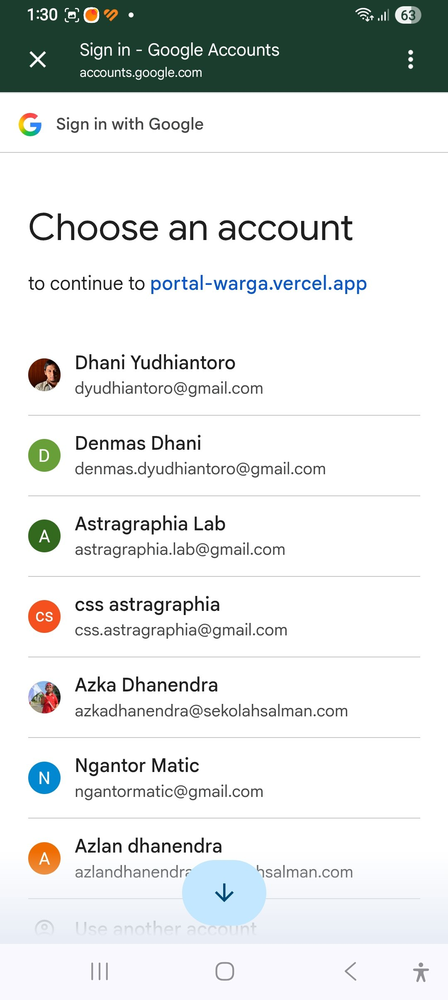 1:30
63
Sign in - Google Accounts
accounts.google.com
Sign in with Google
Choose an account
to continue to portal-warga.vercel.app
Dhani Yudhiantoro
dyudhiantoro@gmail.com
D
Denmas Dhani
denmas.dyudhiantoro@gmail.com
A
Astragraphia Lab
astragraphia.lab@gmail.com
cs
css astragraphia
css.astragraphia@gmail.com
Azka Dhanendra
azkadhanendra@sekolahsalman.com
N
Ngantor Matic
ngantormatic@gmail.com
A
Azlan dhanendra
azlandhanendra hsalman.com
Use another account